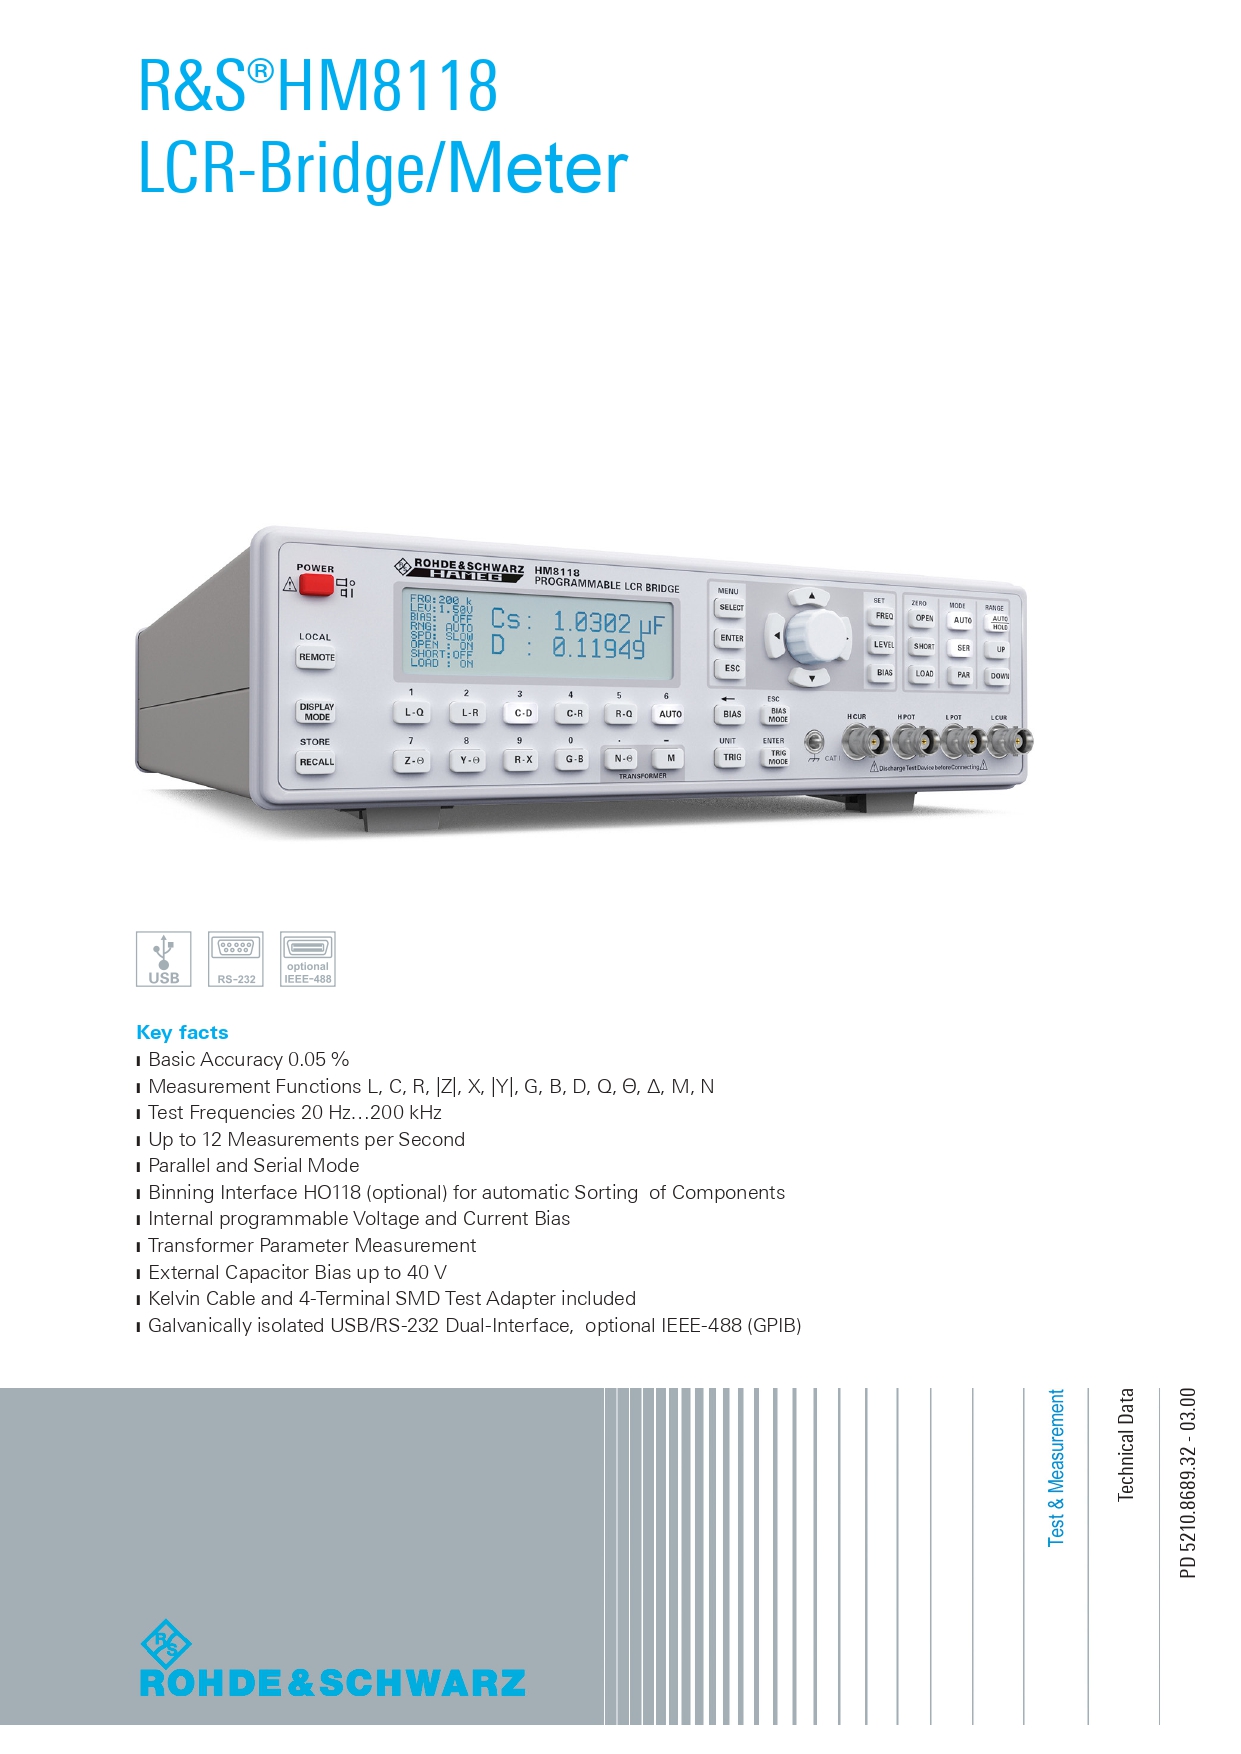 R&S®HM8118
LCR-Bridge/Meter
POWER
ROHDE&SCHWARZ
HAMEG
HM8118
PROGRAMMABLE LCR BRIDGE
FRQ:200 k
LEV:1.50V
BIAS: OFF
RNG: AUTO
SPD: SLOW
OPEN : ON
SHORT:OFF
LOAD : ON
Cs: 1.0302 µF
D : 0.11949
LOCAL
REMOTE
DISPLAY
MODE
STORE
RECALL
1 2 3 4 5 6
L-Q L-R C-D C-R R-Q AUTO
7 8 9 0 . –
Z-Θ Y-Θ R-X G-B N-Θ M
TRANSFORMER
MENU
SELECT
ENTER
ESC
SET
FREQ
LEVEL
BIAS
ZERO
OPEN
SHORT
LOAD
MODE
AUTO
SER
PAR
RANGE
AUTO
HOLD
UP
DOWN
← ESC
BIAS BIAS
MODE
UNIT ENTER
TRIG TRIG
MODE
H CUR H POT L POT L CUR
CAT I
Discharge Test Device before Connecting
USB
RS-232
optional
IEEE-488
Key facts
Basic Accuracy 0.05 %
Measurement Functions L, C, R, |Z|, X, |Y|, G, B, D, Q, Θ, Δ, M, N
Test Frequencies 20 Hz…200 kHz
Up to 12 Measurements per Second
Parallel and Serial Mode
Binning Interface HO118 (optional) for automatic Sorting of Components
Internal programmable Voltage and Current Bias
Transformer Parameter Measurement
External Capacitor Bias up to 40 V
Kelvin Cable and 4-Terminal SMD Test Adapter included
Galvanically isolated USB/RS-232 Dual-Interface, optional IEEE-488 (GPIB)
Test & Measurement
Technical Data
PD 5210.8689.32 - 03.00
R S
ROHDE&SCHWARZ